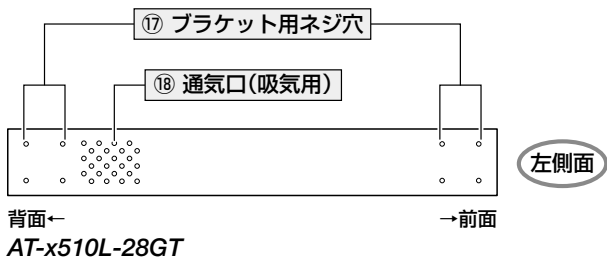 ⑰ ブラケット用ネジ穴
⑱ 通気口(吸気用)
左側面
背面← →前面
AT-x510L-28GT